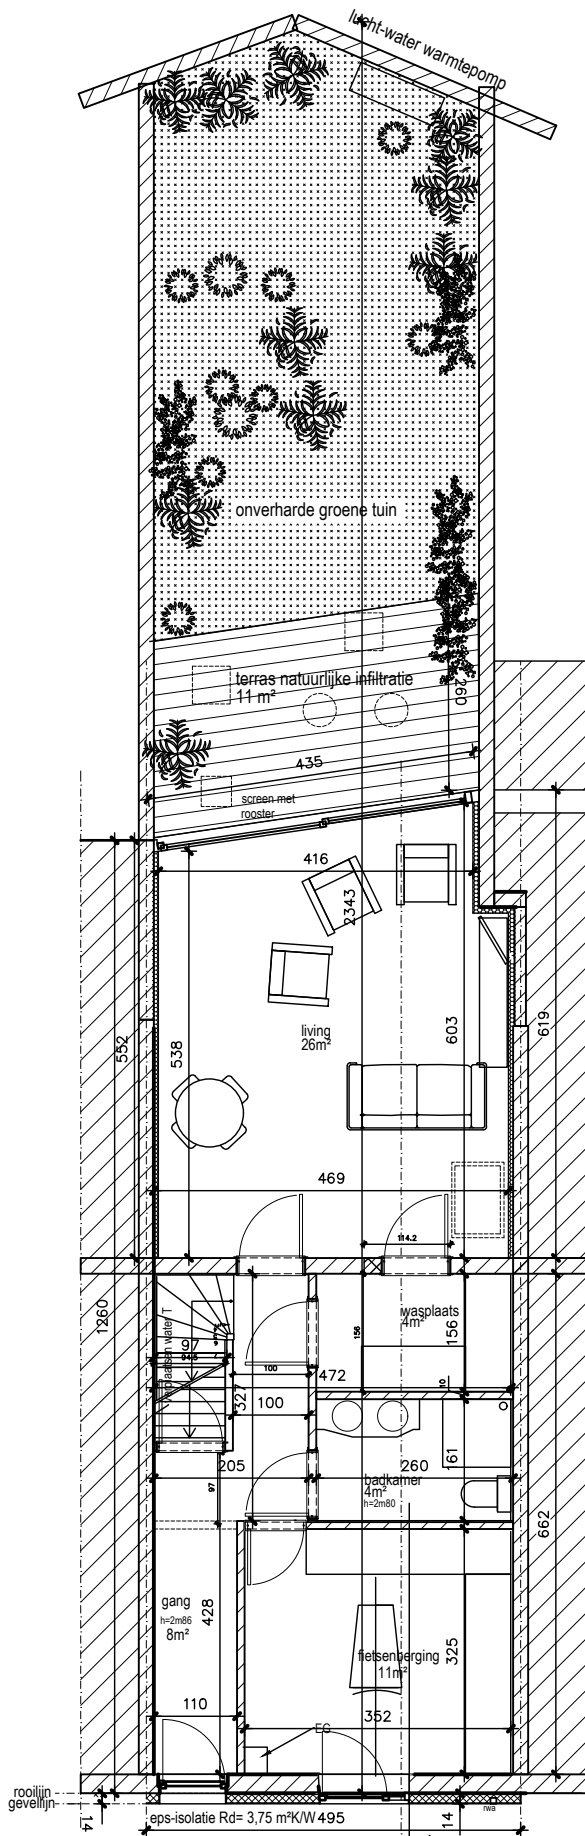 lucht-water warmtepomp
onverharde groene tuin
terras natuurlijke infiltratie
11 m²
260
435
screen met
rooster
416
2343
living
26m²
603
619
552
538
469
114.2
1260
wasplaats
4m²
156
156
97
94.5
100
472
10
327
100
205
260
161
badkamer
4m²
h=2m80
97
662
gang
h=2m86
8m²
428
fietsenberging
11m²
325
110
352
EG
rooilijn
gevellijn
14
eps-isolatie Rd= 3,75 m²K/W
495
14
rwa